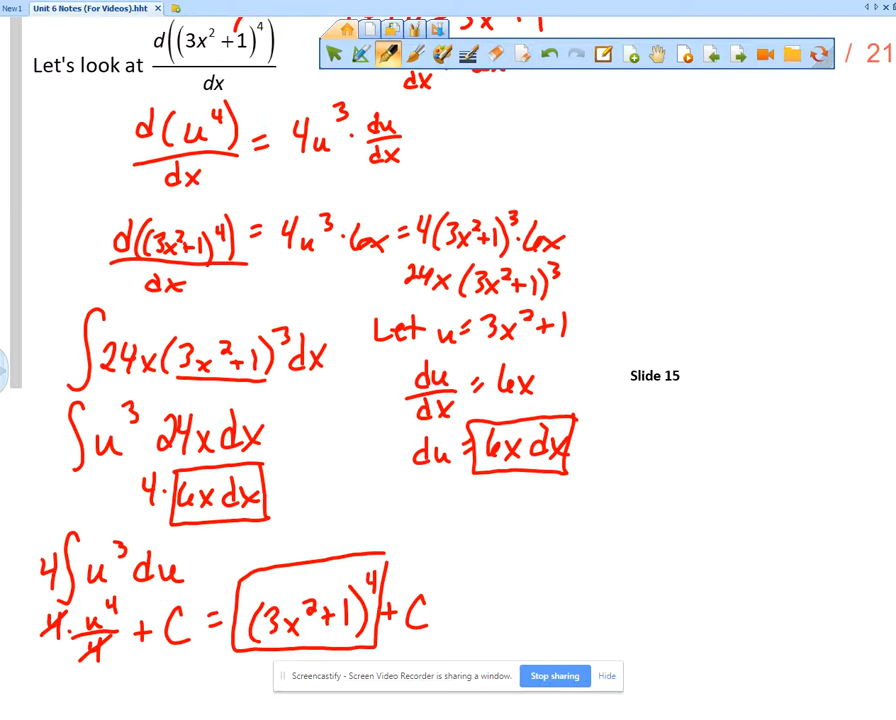 New1 Unit 6 Notes (For Videos).hht
Let's look at d((3x² + 1)⁴)/dx
/ 21
d(u⁴)/dx = 4u³ · du/dx
d((3x²+1)⁴)/dx = 4u³ · 6x = 4(3x²+1)³ · 6x
24x(3x²+1)³
Let u = 3x² + 1
∫ 24x(3x²+1)³ dx
du/dx = 6x
Slide 15
∫ u³ 24x dx
du = 6x dx
4 · 6x dx
4∫ u³ du
4 · u⁴/4 + C = (3x²+1)⁴ + C
Screencastify - Screen Video Recorder is sharing a window. Stop sharing Hide